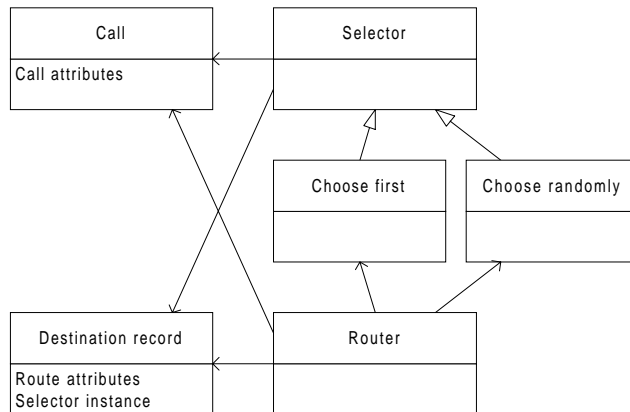 Call
Selector
Call attributes
Choose first
Choose randomly
Destination record
Router
Route attributes
Selector instance